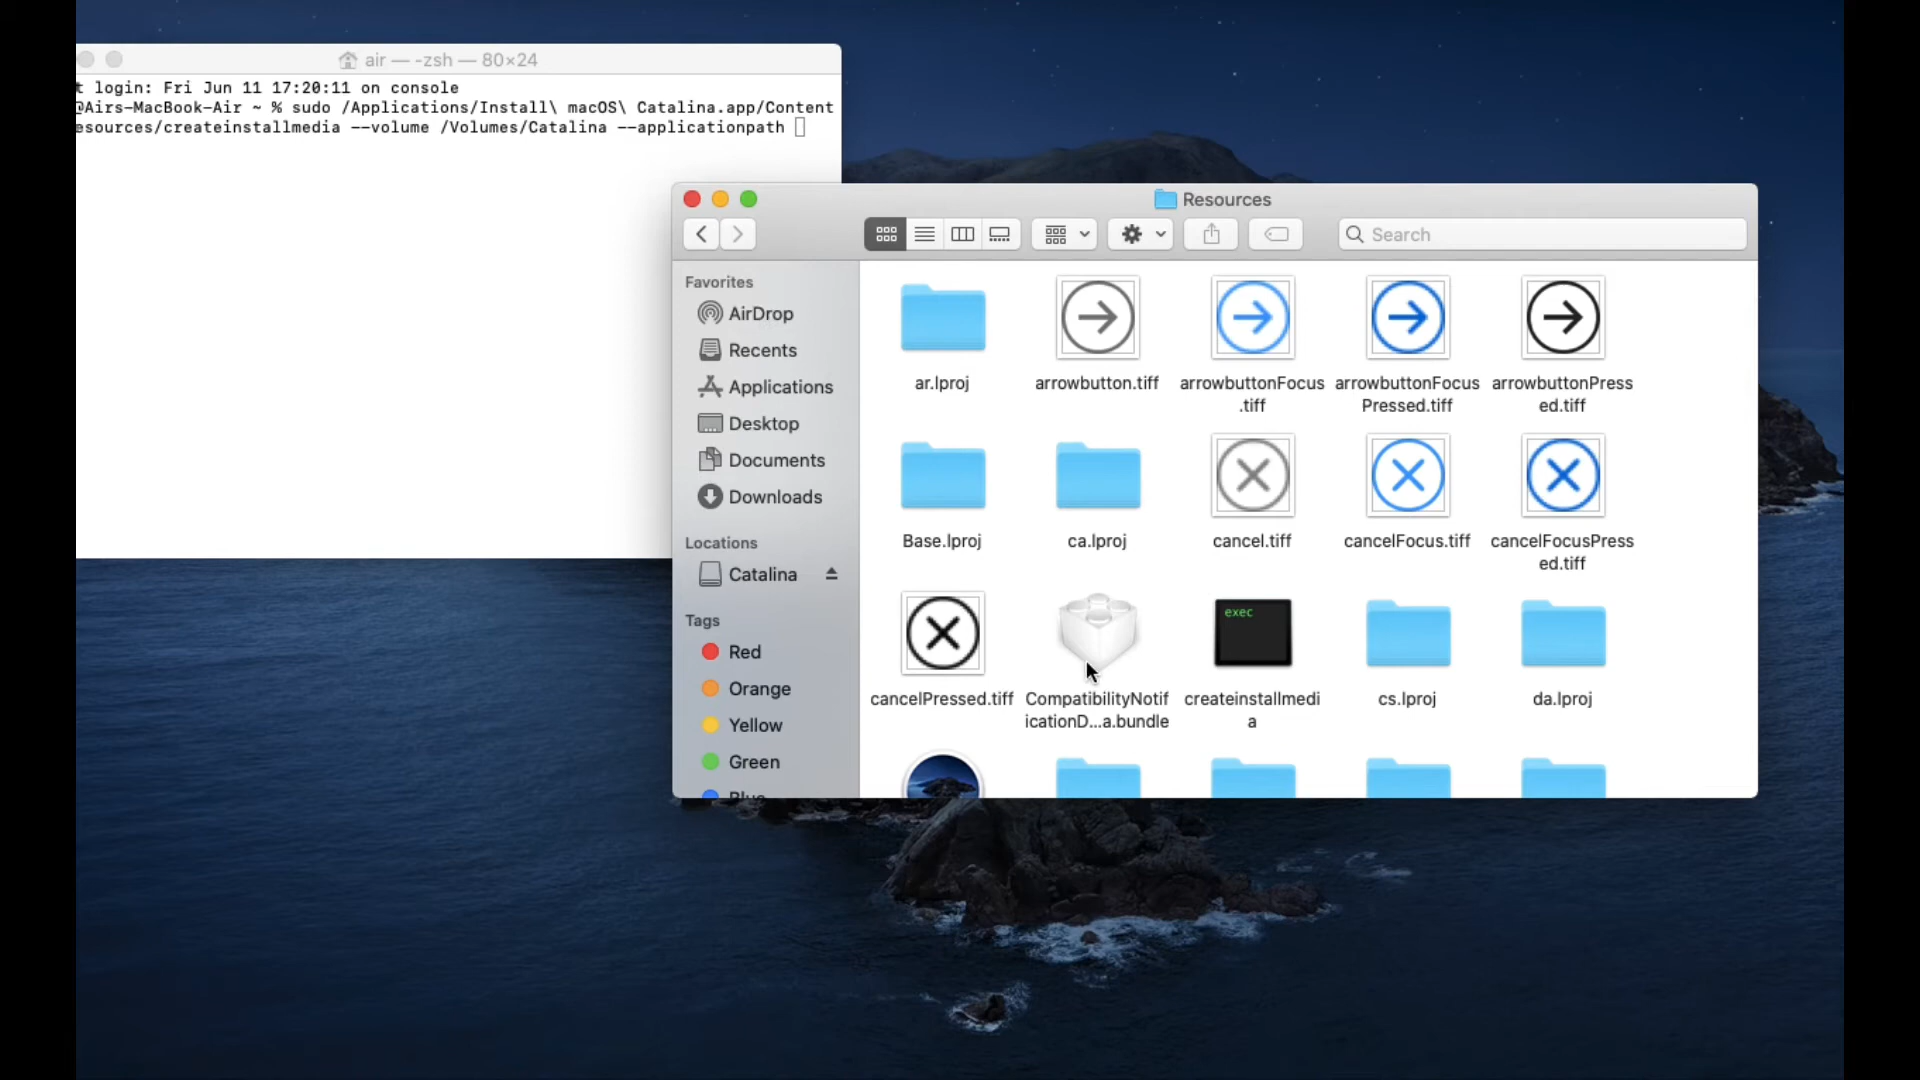 air — -zsh — 80×24
t login: Fri Jun 11 17:20:11 on console
@Airs-MacBook-Air ~ % sudo /Applications/Install\ macOS\ Catalina.app/Content
esources/createinstallmedia --volume /Volumes/Catalina --applicationpath
Resources
Search
Favorites
AirDrop
Recents
Applications
Desktop
Documents
Downloads
Locations
Catalina
Tags
Red
Orange
Yellow
Green
Blue
ar.lproj
arrowbutton.tiff
arrowbuttonFocus
.tiff
arrowbuttonFocus
Pressed.tiff
arrowbuttonPress
ed.tiff
Base.lproj
ca.lproj
cancel.tiff
cancelFocus.tiff
cancelFocusPress
ed.tiff
exec
cancelPressed.tiff
CompatibilityNotif
icationD...a.bundle
createinstallmedi
a
cs.lproj
da.lproj